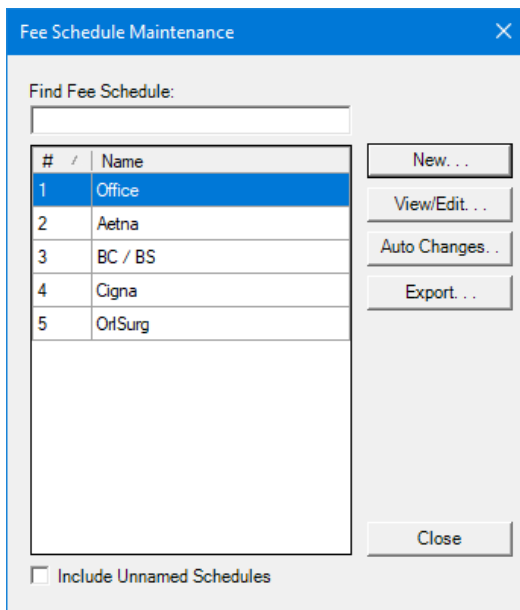 Fee Schedule Maintenance
Find Fee Schedule:
# / Name
1 Office
2 Aetna
3 BC / BS
4 Cigna
5 OrlSurg
New. . .
View/Edit. . .
Auto Changes. .
Export. . .
Close
Include Unnamed Schedules